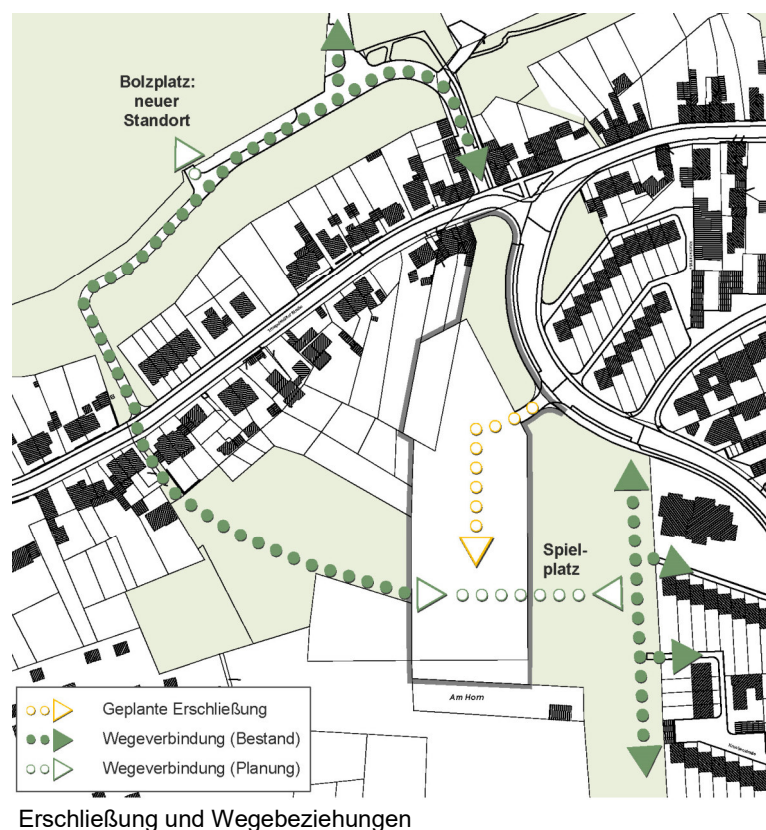 Bolzplatz:
neuer
Standort
Spiel-
platz
Am Horn
Geplante Erschließung
Wegeverbindung (Bestand)
Wegeverbindung (Planung)
Erschließung und Wegebeziehungen